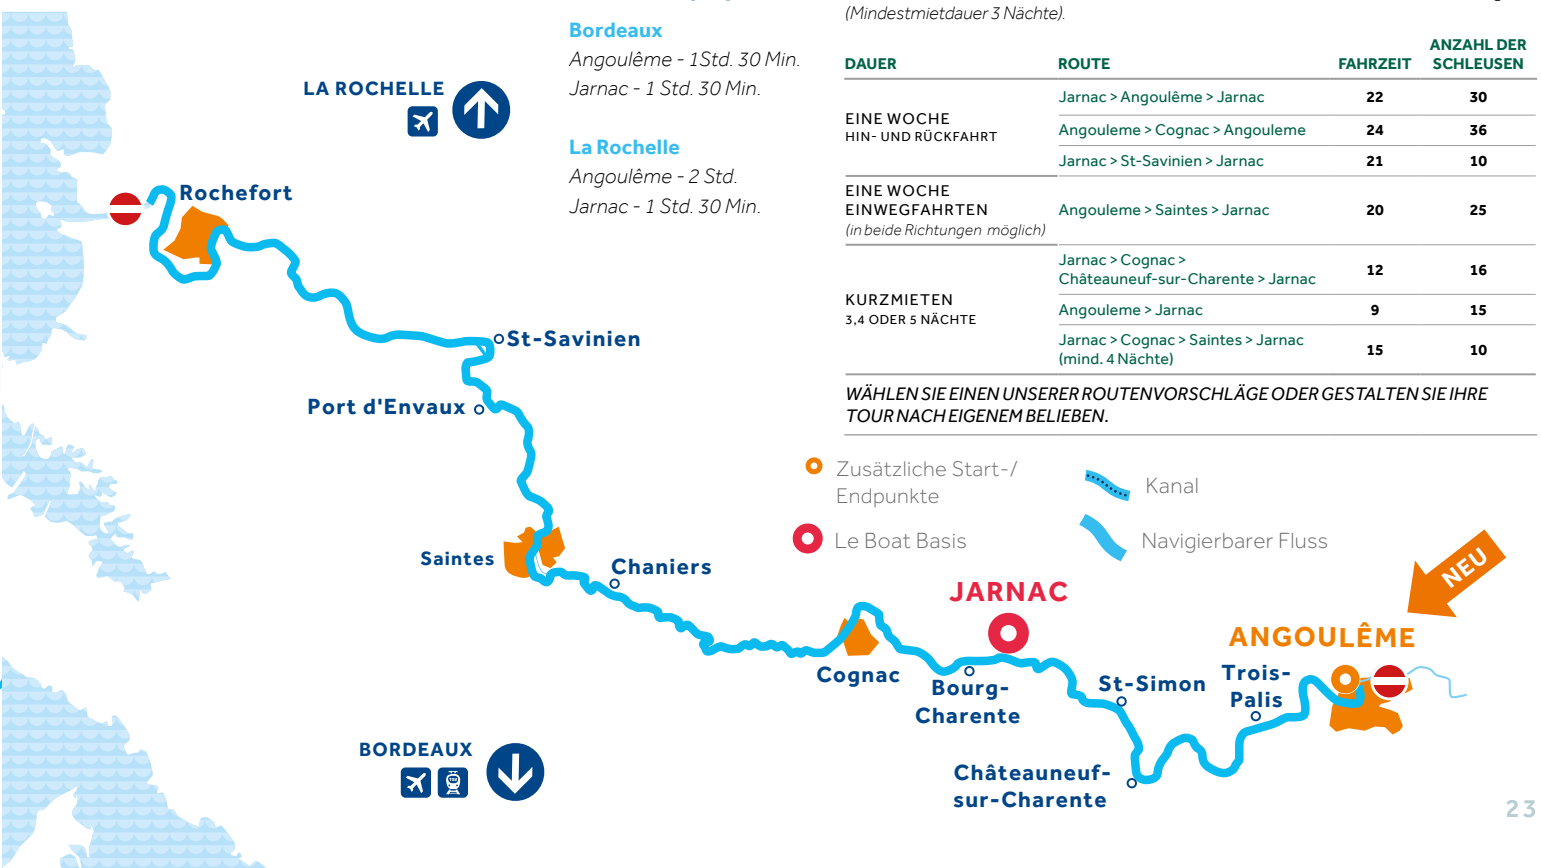 (Mindestmietdauer 3 Nächte).
Bordeaux
Angoulême - 1Std. 30 Min.
Jarnac - 1 Std. 30 Min.
La Rochelle
Angoulême - 2 Std.
Jarnac - 1 Std. 30 Min.
DAUER ROUTE FAHRZEIT ANZAHL DER
SCHLEUSEN
EINE WOCHE
HIN- UND RÜCKFAHRT
Jarnac > Angoulême > Jarnac 22 30
Angouleme > Cognac > Angouleme 24 36
Jarnac > St-Savinien > Jarnac 21 10
EINE WOCHE
EINWEGFAHRTEN
(in beide Richtungen möglich)
Angouleme > Saintes > Jarnac 20 25
KURZMIETEN
3,4 ODER 5 NÄCHTE
Jarnac > Cognac >
Châteauneuf-sur-Charente > Jarnac 12 16
Angouleme > Jarnac 9 15
Jarnac > Cognac > Saintes > Jarnac
(mind. 4 Nächte) 15 10
WÄHLEN SIE EINEN UNSERER ROUTENVORSCHLÄGE ODER GESTALTEN SIE IHRE
TOUR NACH EIGENEM BELIEBEN.
Zusätzliche Start-/
Endpunkte
Kanal
Le Boat Basis
Navigierbarer Fluss
LA ROCHELLE
Rochefort
St-Savinien
Port d'Envaux
Saintes
Chaniers
Cognac
JARNAC
Bourg-
Charente
St-Simon
Châteauneuf-
sur-Charente
Trois-
Palis
ANGOULÊME
NEU
BORDEAUX
23